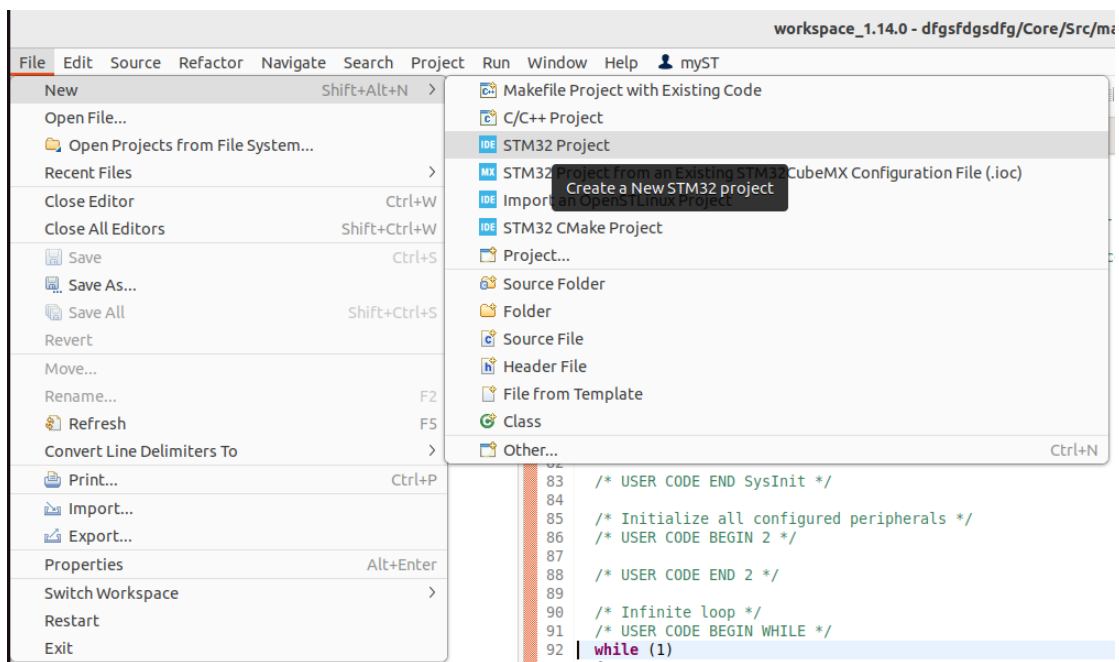 workspace_1.14.0 - dfgsfdgsdfg/Core/Src/ma
File Edit Source Refactor Navigate Search Project Run Window Help myST
New Shift+Alt+N
Open File...
Open Projects from File System...
Recent Files
Close Editor Ctrl+W
Close All Editors Shift+Ctrl+W
Save Ctrl+S
Save As...
Save All Shift+Ctrl+S
Revert
Move...
Rename... F2
Refresh F5
Convert Line Delimiters To
Print... Ctrl+P
Import...
Export...
Properties Alt+Enter
Switch Workspace
Restart
Exit
Makefile Project with Existing Code
C/C++ Project
IDE STM32 Project
MX STM32 Project from an Existing STM32CubeMX Configuration File (.ioc)
Create a New STM32 project
IDE Import an OpenSTLinux Project
IDE STM32 CMake Project
Project...
Source Folder
Folder
Source File
Header File
File from Template
Class
Other... Ctrl+N
82
83 /* USER CODE END SysInit */
84
85 /* Initialize all configured peripherals */
86 /* USER CODE BEGIN 2 */
87
88 /* USER CODE END 2 */
89
90 /* Infinite loop */
91 /* USER CODE BEGIN WHILE */
92 while (1)